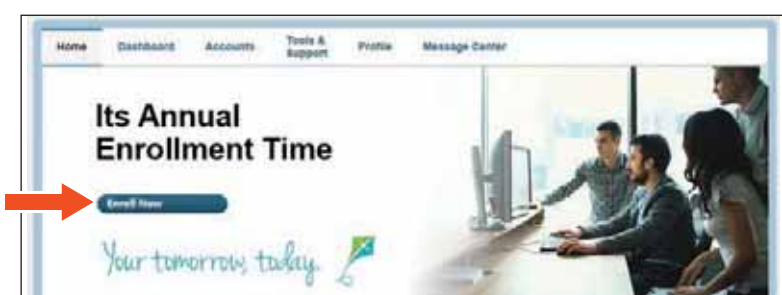 Home Dashboard Accounts Tools & Support Profile Message Center
Its Annual
Enrollment Time
Enroll Now
Your tomorrow, today.